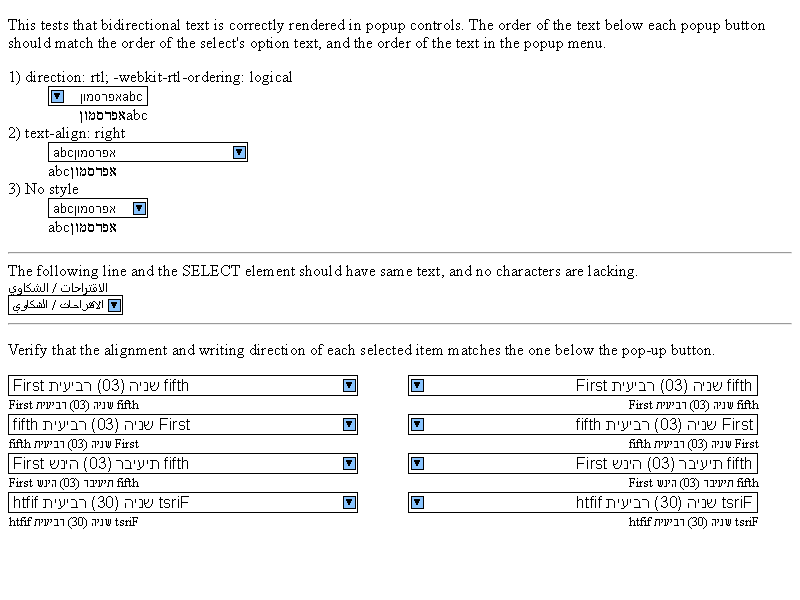 This tests that bidirectional text is correctly rendered in popup controls. The order of the text below each popup button
should match the order of the select's option text, and the order of the text in the popup menu.
1) direction: rtl; -webkit-rtl-ordering: logical
אפרסמוןabc
אפרסמוןabc
2) text-align: right
abcאפרסמון
abcאפרסמון
3) No style
abcאפרסמון
abcאפרסמון
The following line and the SELECT element should have same text, and no characters are lacking.
الاقتراحات / الشكاوي
الاقتراحات / الشكاوي
Verify that the alignment and writing direction of each selected item matches the one below the pop-up button.
First שניה (03) רביעית fifth
First שניה (03) רביעית fifth
First שניה (03) רביעית fifth
First שניה (03) רביעית fifth
fifth שניה (03) רביעית First
fifth שניה (03) רביעית First
fifth שניה (03) רביעית First
fifth שניה (03) רביעית First
First תיעיבר (03) הינש fifth
First תיעיבר (03) הינש fifth
First תיעיבר (03) הינש fifth
First תיעיבר (03) הינש fifth
htfif שניה (30) רביעית tsriF
htfif שניה (30) רביעית tsriF
htfif שניה (30) רביעית tsriF
htfif שניה (30) רביעית tsriF